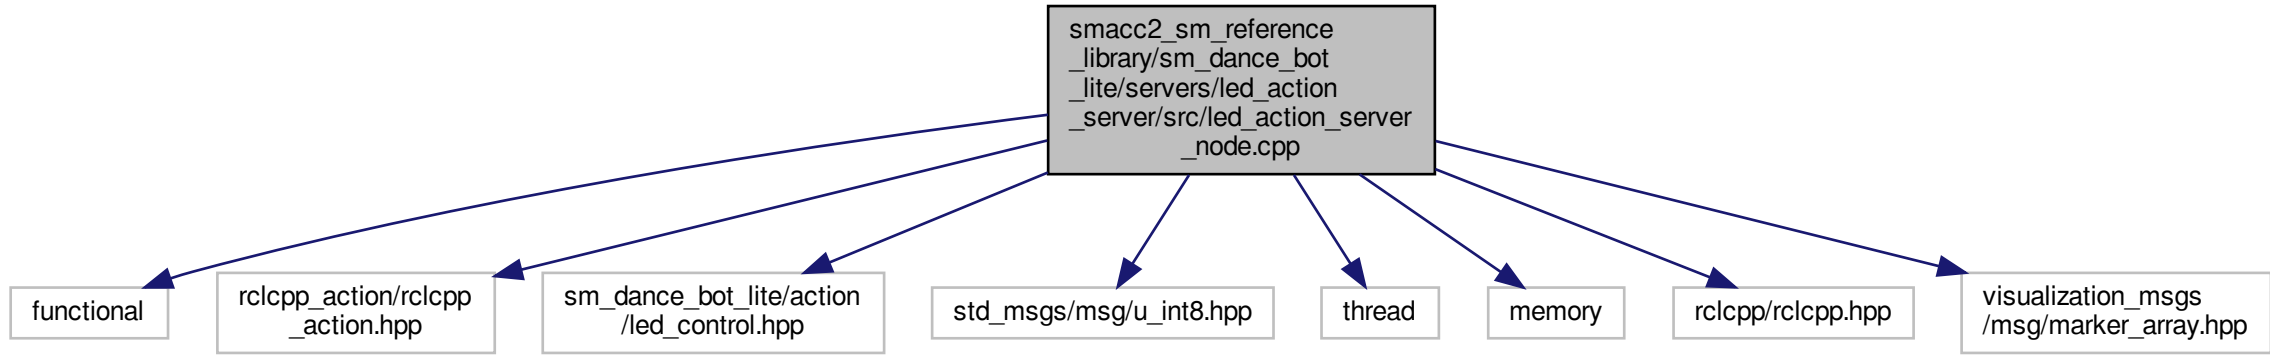 smacc2_sm_reference
_library/sm_dance_bot
_lite/servers/led_action
_server/src/led_action_server
_node.cpp
functional
rclcpp_action/rclcpp
_action.hpp
sm_dance_bot_lite/action
/led_control.hpp
std_msgs/msg/u_int8.hpp
thread
memory
rclcpp/rclcpp.hpp
visualization_msgs
/msg/marker_array.hpp